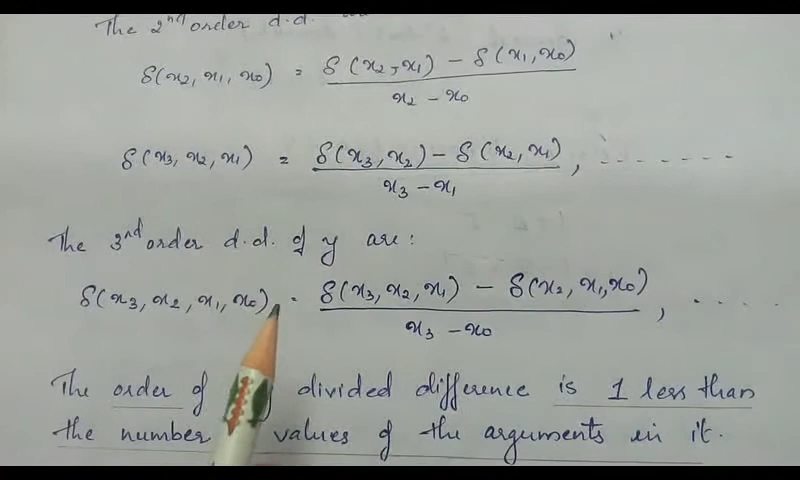 The 2nd order d.d.
δ(x2, x1, x0) = δ(x2, x1) - δ(x1, x0) / x2 - x0
δ(x3, x2, x1) = δ(x3, x2) - δ(x2, x1) / x3 - x1 , .......
The 3rd order d.d. of y are:
δ(x3, x2, x1, x0) = δ(x3, x2, x1) - δ(x2, x1, x0) / x3 - x0 , ....
The order of divided difference is 1 less than
the number values of the arguments in it.